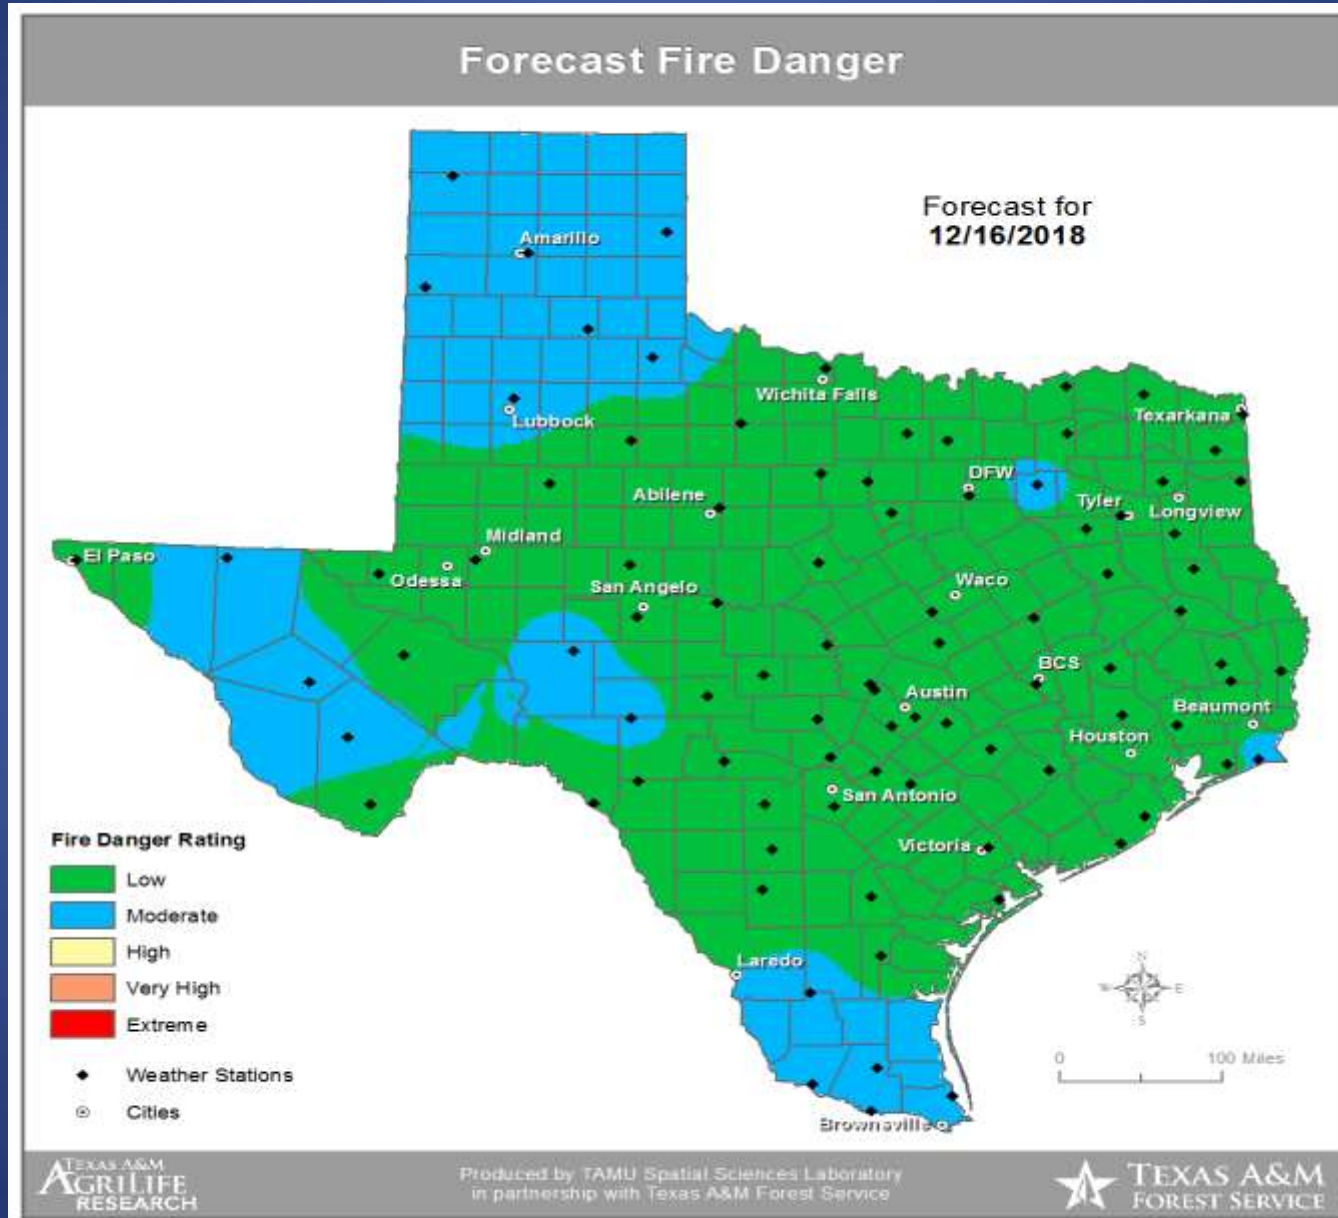 Forecast Fire Danger
Forecast for
12/16/2018
Amarillo
Wichita Falls
Lubbock
Texarkana
DFW
Abilene
Tyler
Longview
Midland
El Paso
Odessa
San Angelo
Waco
BCS
Austin
Beaumont
Houston
San Antonio
Victoria
Laredo
Brownsville
Fire Danger Rating
Low
Moderate
High
Very High
Extreme
Weather Stations
Cities
N
W E
S
0 100 Miles
TEXAS A&M
AGRILIFE
RESEARCH
Produced by TAMU Spatial Sciences Laboratory
in partnership with Texas A&M Forest Service
TEXAS A&M
FOREST SERVICE